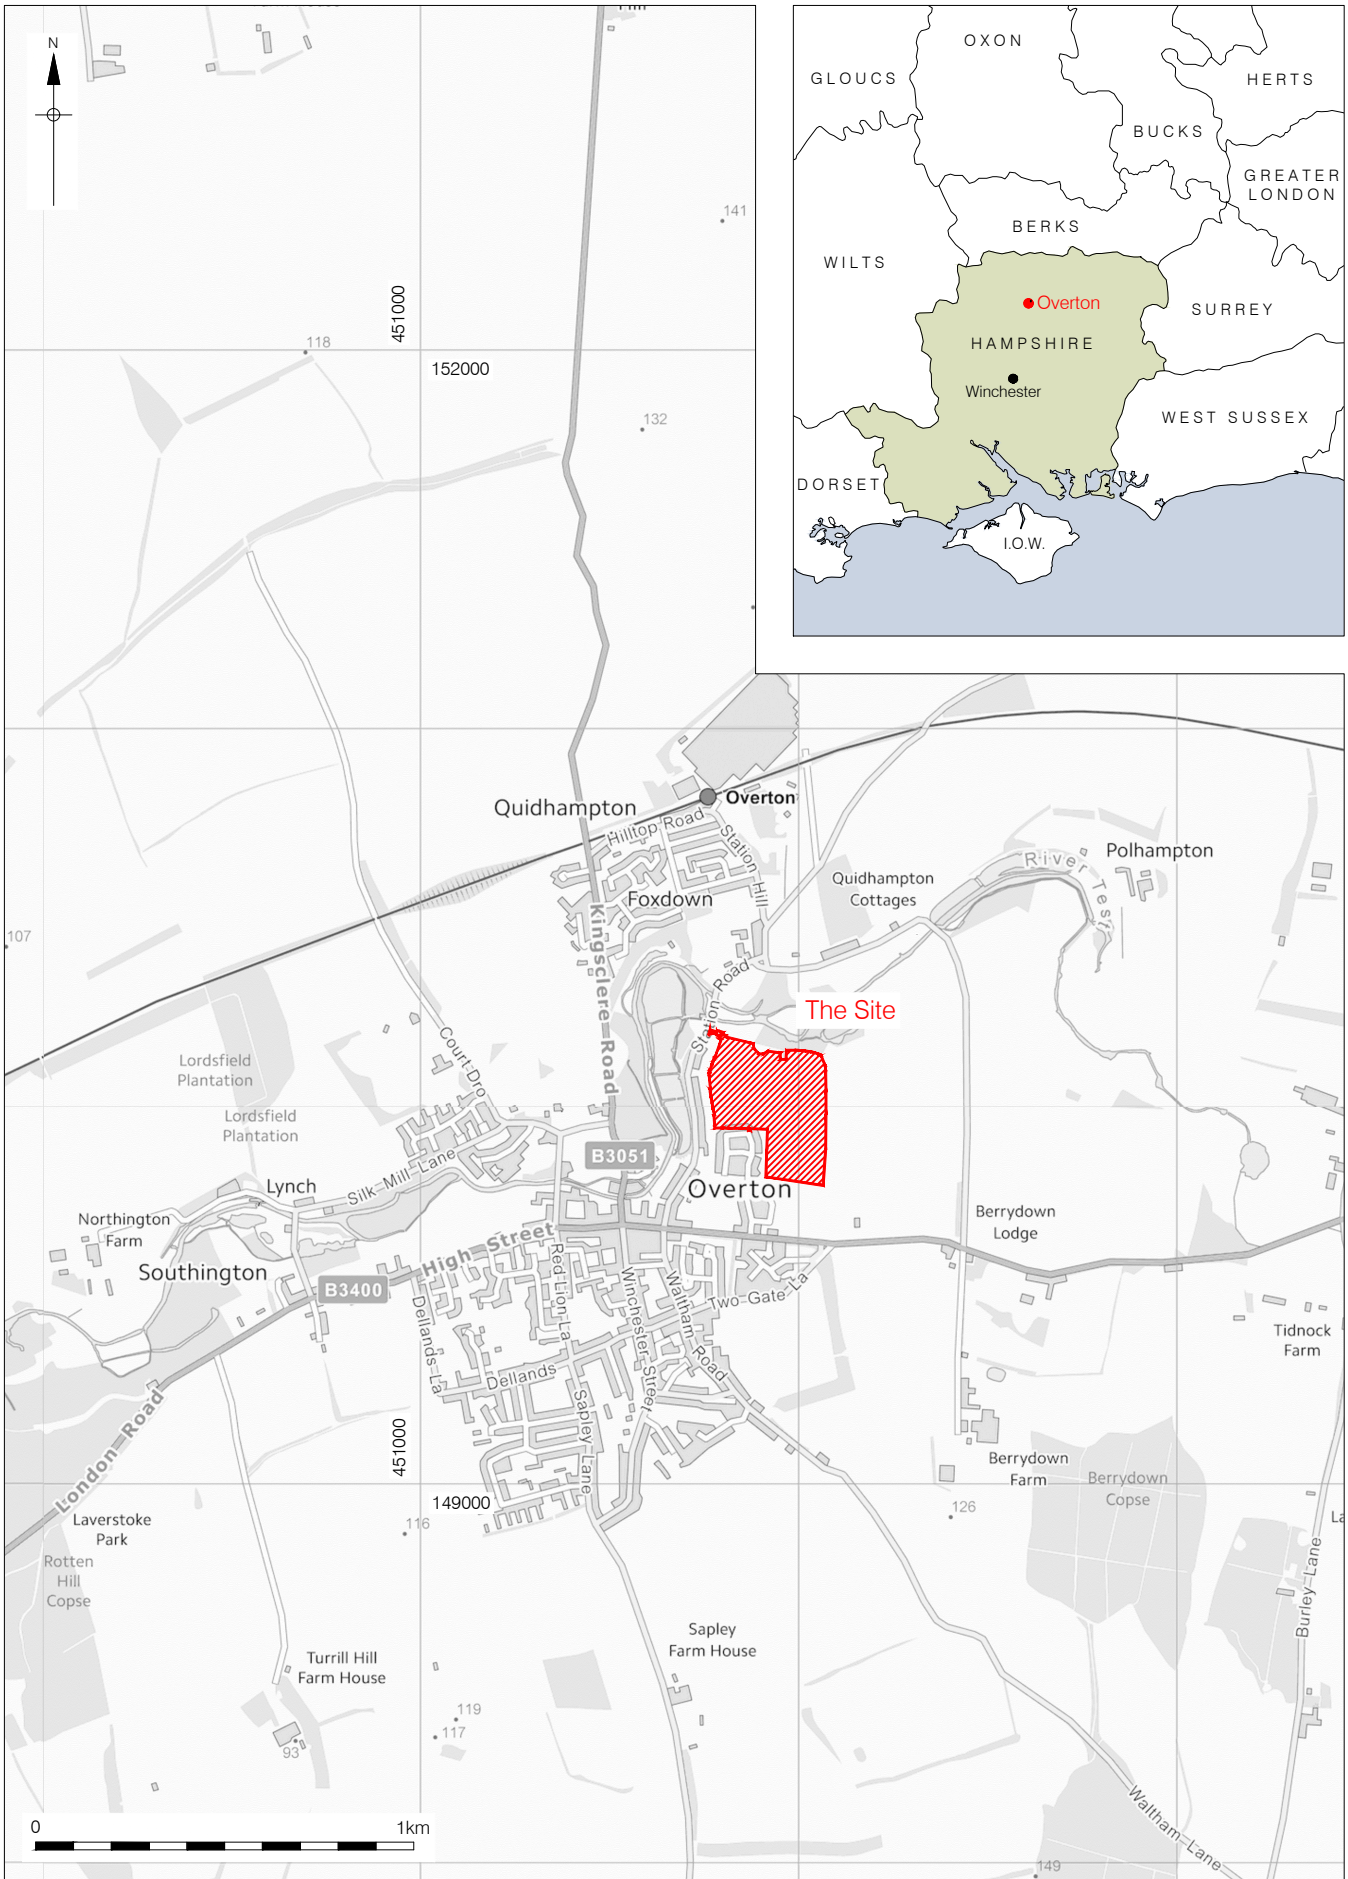 N
141
451000
118
152000
132
OXON
GLOUCS
HERTS
BUCKS
GREATER
LONDON
BERKS
WILTS
Overton
SURREY
HAMPSHIRE
Winchester
WEST SUSSEX
DORSET
I.O.W.
Overton
Quidhampton
Hilltop Road
Station Hill
River Test
Polhampton
Quidhampton
Cottages
Foxdown
Kingsclere Road
107
Station Road
The Site
Court Dro
Lordsfield
Plantation
Lordsfield
Plantation
B3051
Silk Mill Lane
Lynch
Overton
Northington
Farm
Berrydown
Lodge
High Street
Southington
B3400
Red Lion La
Winchester Street
Waltham Road
Two Gate La
Dellands La
Dellands
Tidnock
Farm
Sapley Lane
London Road
451000
149000
Berrydown
Farm
Berrydown
Copse
126
116
Laverstoke
Park
La
Rotten
Hill
Copse
Burley Lane
Sapley
Farm House
Turrill Hill
Farm House
119
117
93
Waltham Lane
0
1km
149